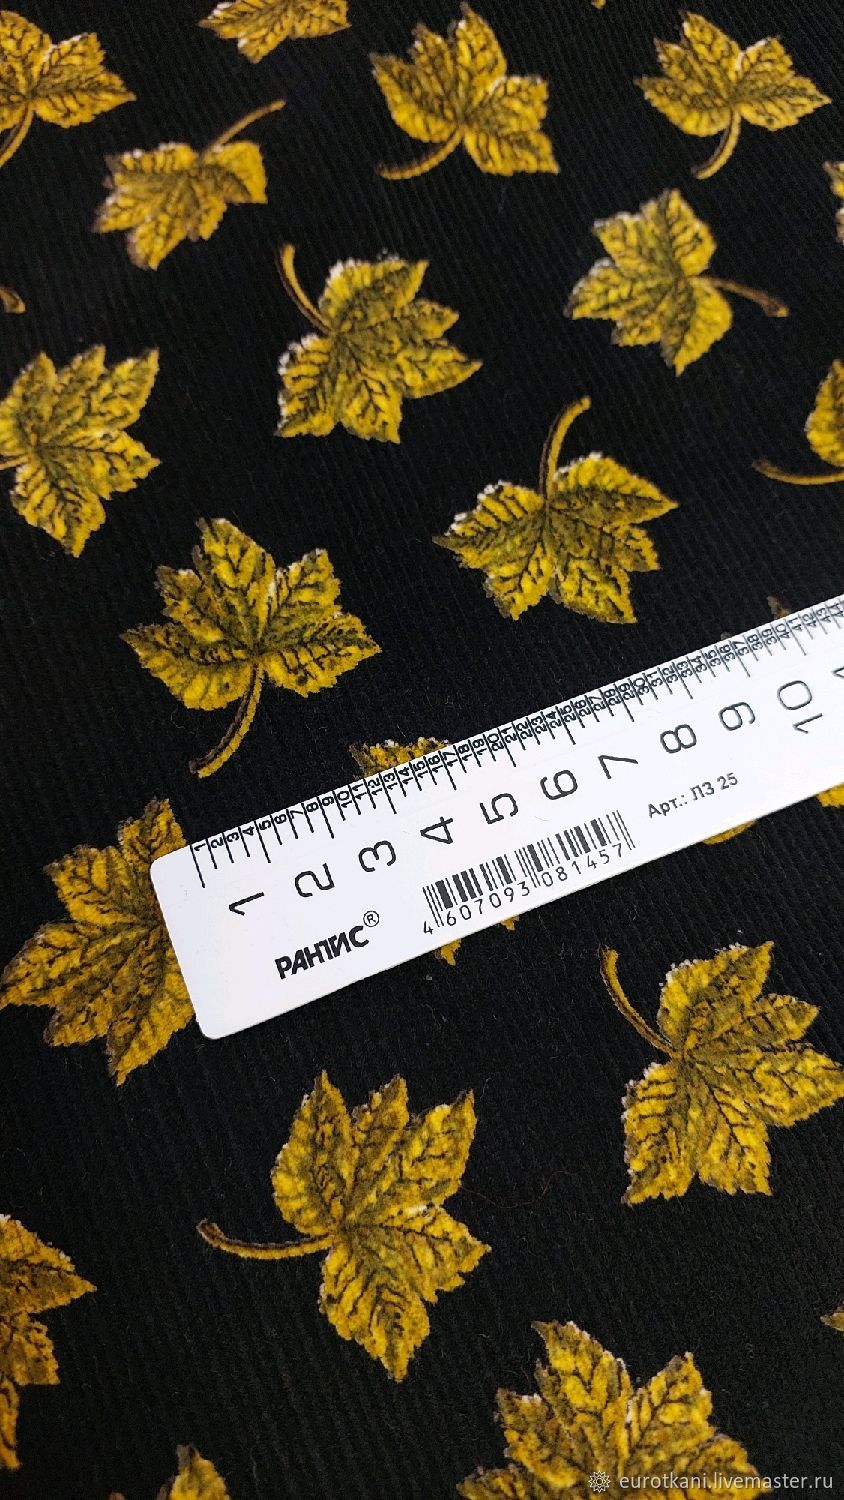 1 2 3 4 5 6 7 8 9 10
Арт.: ЛЗ 25
4 607093 081457
РАНТИС®
eurotkani.livemaster.ru